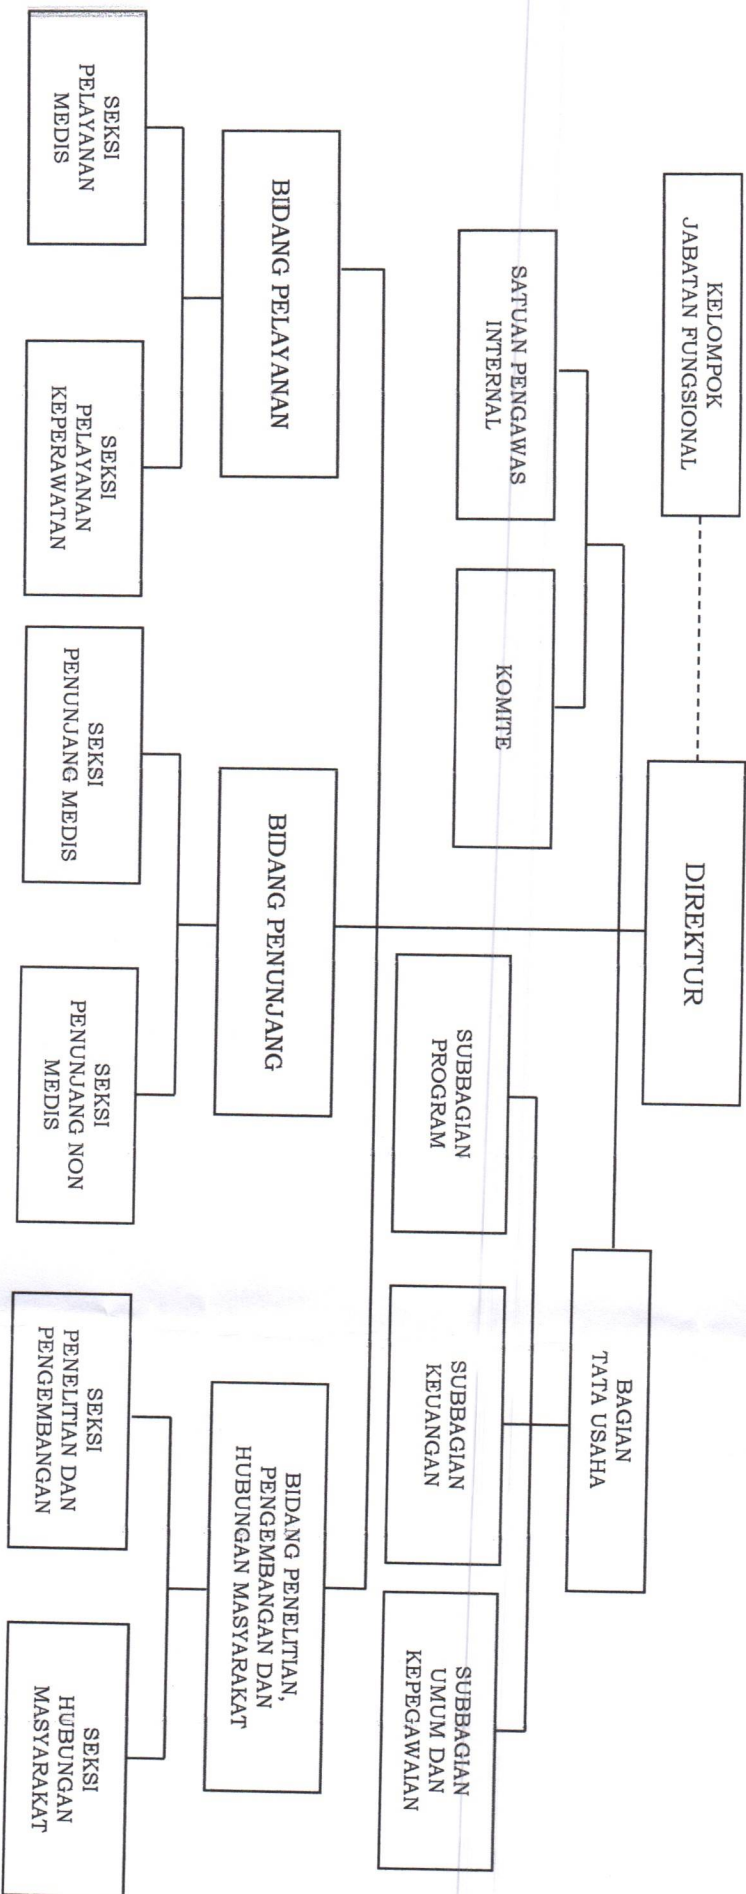 KELOMPOK
JABATAN FUNGSIONAL
DIREKTUR
SATUAN PENGAWAS
INTERNAL
KOMITE
BAGIAN
TATA USAHA
SUBBAGIAN
PROGRAM
SUBBAGIAN
KEUANGAN
SUBBAGIAN
UMUM DAN
KEPEGAWAIAN
BIDANG PELAYANAN
BIDANG PENUNJANG
BIDANG PENELITIAN,
PENGEMBANGAN DAN
HUBUNGAN MASYARAKAT
SEKSI
PELAYANAN
MEDIS
SEKSI
PELAYANAN
KEPERAWATAN
SEKSI
PENUNJANG MEDIS
SEKSI
PENUNJANG NON
MEDIS
SEKSI
PENELITIAN DAN
PENGEMBANGAN
SEKSI
HUBUNGAN
MASYARAKAT